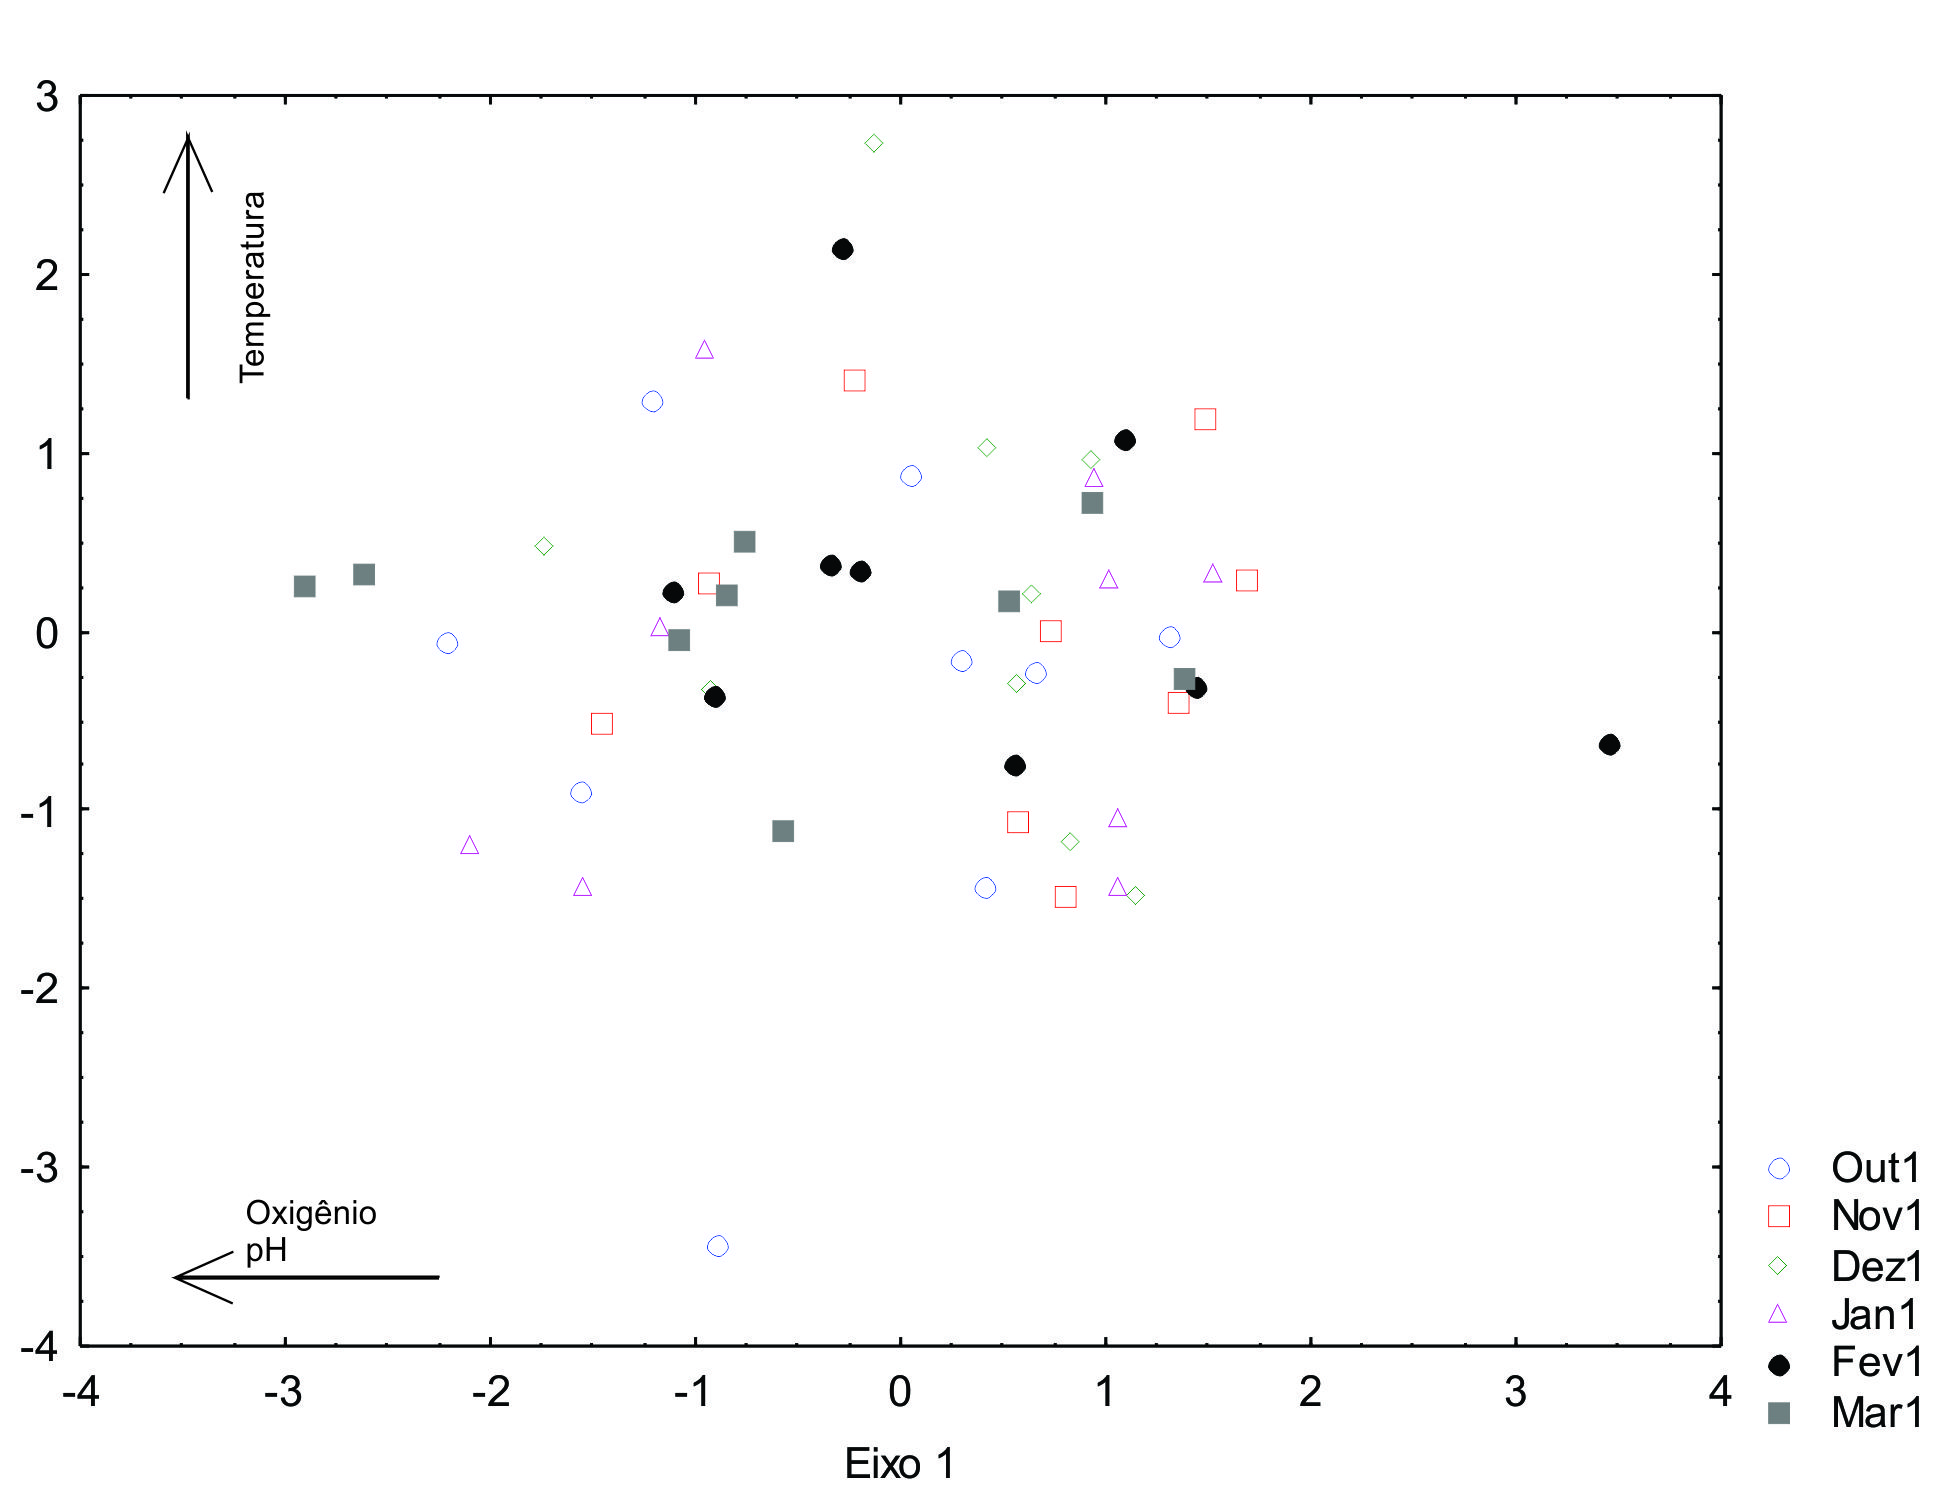 3
2
1
0
-1
-2
-3
-4
Temperatura
Oxigênio
pH
-4 -3 -2 -1 0 1 2 3 4
Eixo 1
Out1
Nov1
Dez1
Jan1
Fev1
Mar1